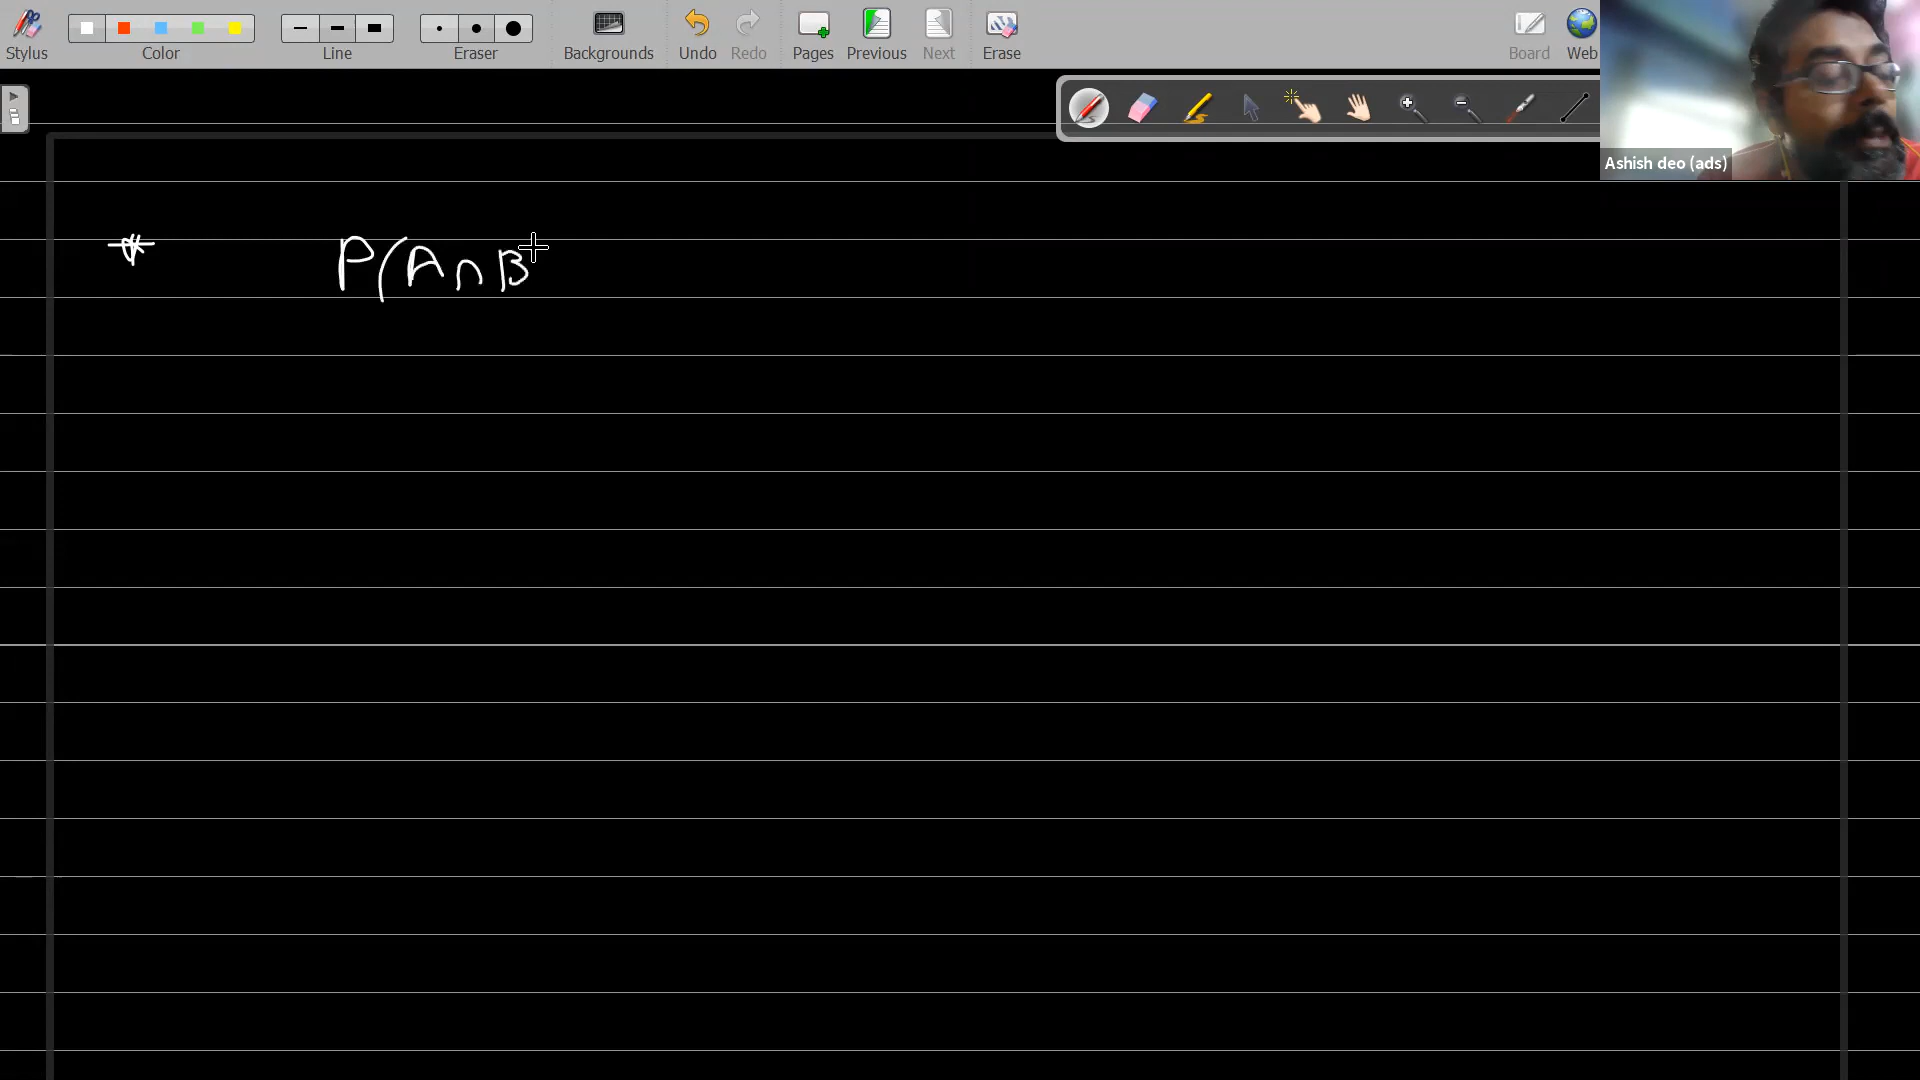 Stylus Color Line Eraser Backgrounds Undo Redo Pages Previous Next Erase Board Web
Ashish deo (ads)
* P(A∩B